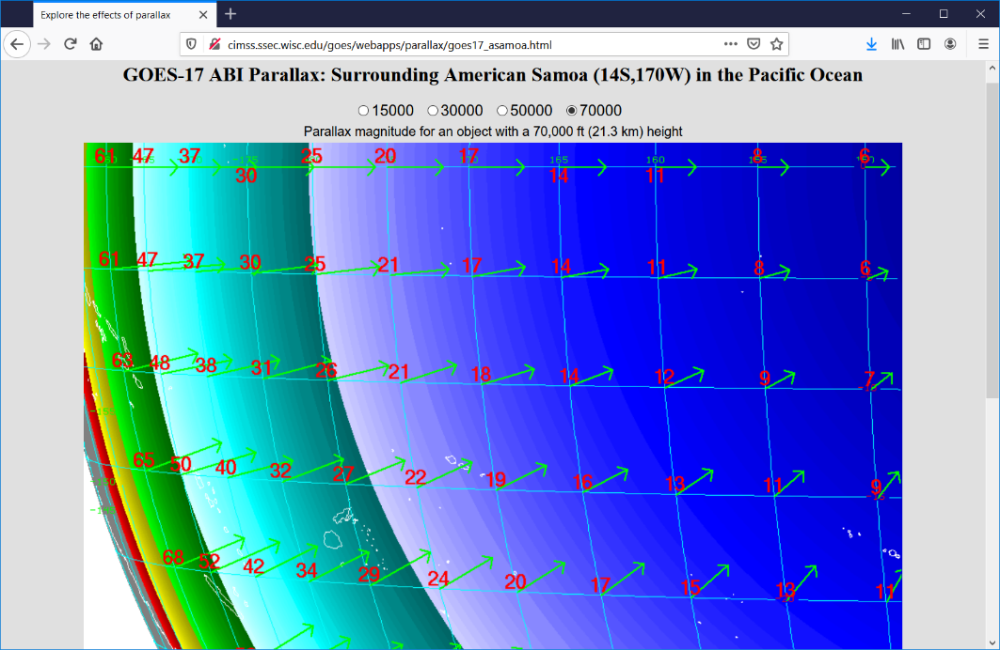 Explore the effects of parallax
cimss.ssec.wisc.edu/goes/webapps/parallax/goes17_asamoa.html
GOES-17 ABI Parallax: Surrounding American Samoa (14S,170W) in the Pacific Ocean
15000 30000 50000 70000
Parallax magnitude for an object with a 70,000 ft (21.3 km) height
61 47 37 30 25 20 17 14 11 8 6
165 160
61 47 37 30 25 21 17 14 11 8 6
63 48 38 31 26 21 18 14 12 9 7
65 50 40 32 27 22 19 16 13 11 9
68 52 42 34 29 24 20 17 15 13 11